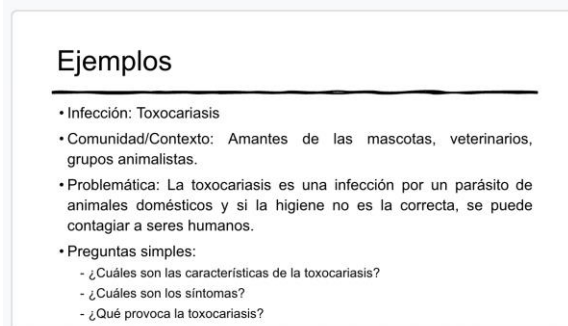 Ejemplos
• Infección: Toxocariasis
• Comunidad/Contexto: Amantes de las mascotas, veterinarios,
grupos animalistas.
• Problemática: La toxocariasis es una infección por un parásito de
animales domésticos y si la higiene no es la correcta, se puede
contagiar a seres humanos.
• Preguntas simples:
- ¿Cuáles son las características de la toxocariasis?
- ¿Cuáles son los síntomas?
- ¿Qué provoca la toxocariasis?